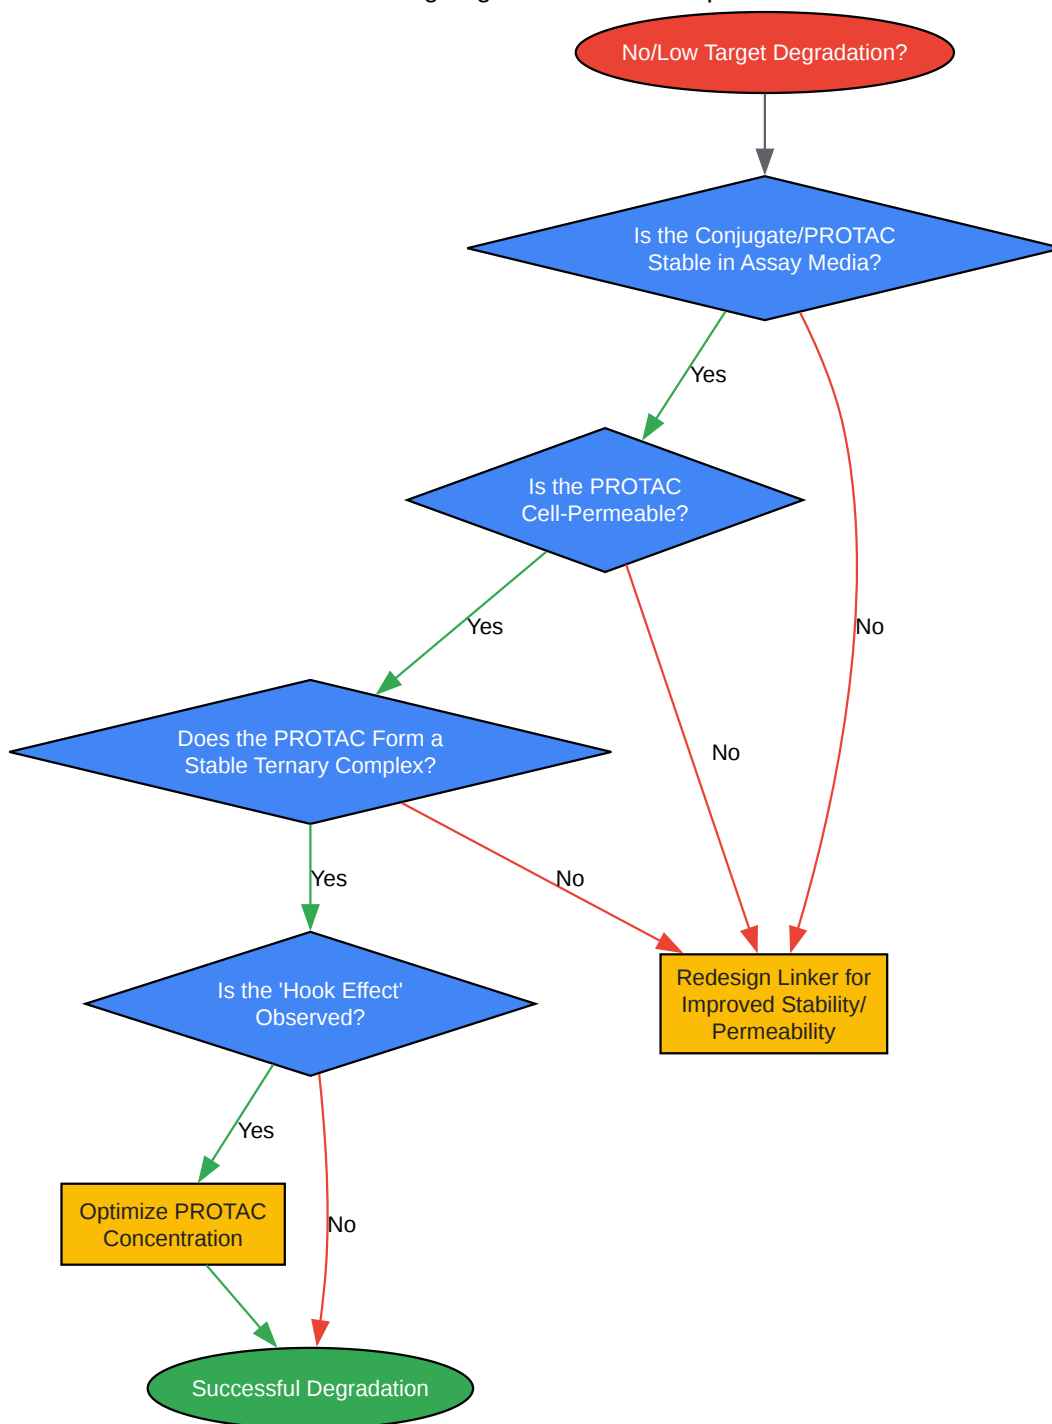 No/Low Target Degradation?
Is the Conjugate/PROTAC
Stable in Assay Media?
Yes
Is the PROTAC
Cell-Permeable?
Yes
No
Does the PROTAC Form a
Stable Ternary Complex?
No
Yes
No
Is the 'Hook Effect'
Observed?
Redesign Linker for
Improved Stability/
Permeability
Yes
Optimize PROTAC
Concentration
No
Successful Degradation